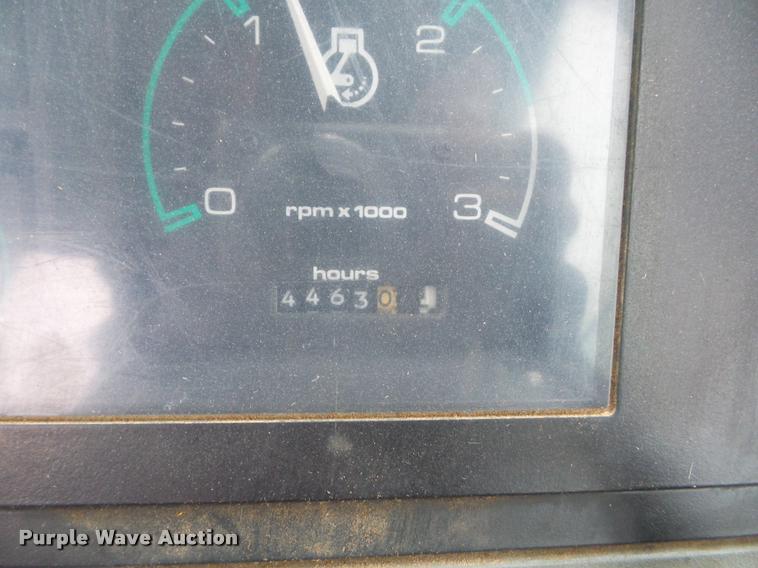 1 2
0 3
rpm x 1000
hours
44630
Purple Wave Auction